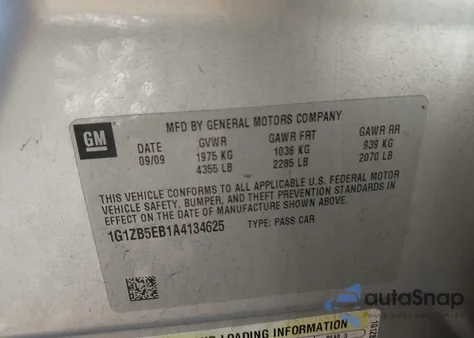 MFD BY GENERAL MOTORS COMPANY
GM
DATE GVWR GAWR FRT GAWR RR
09/09 1975 KG 1036 KG 939 KG
4355 LB 2285 LB 2070 LB
THIS VEHICLE CONFORMS TO ALL APPLICABLE U.S. FEDERAL MOTOR
VEHICLE SAFETY, BUMPER, AND THEFT PREVENTION STANDARDS IN
EFFECT ON THE DATE OF MANUFACTURE SHOWN ABOVE.
1G1ZB5EB1A4134625 TYPE: PASS CAR
autoSnap
LOADING INFORMATION